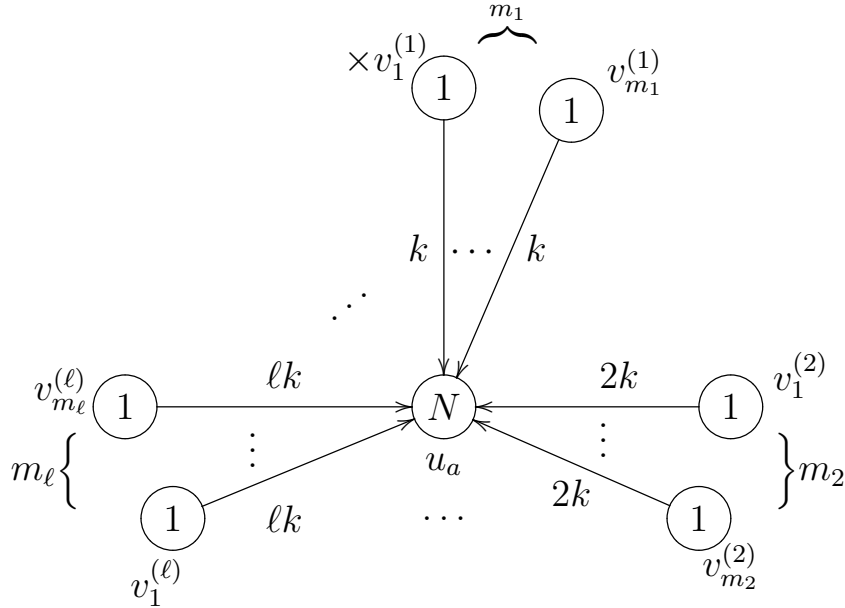 m_1
×v_1^{(1)} 1 1 v_{m_1}^{(1)}
k ⋯ k
⋰
v_{m_ℓ}^{(ℓ)} 1 ℓk N 2k 1 v_1^{(2)}
m_ℓ { ⋮ u_a ⋮ } m_2
1 ℓk ⋯ 2k 1
v_1^{(ℓ)} v_{m_2}^{(2)}